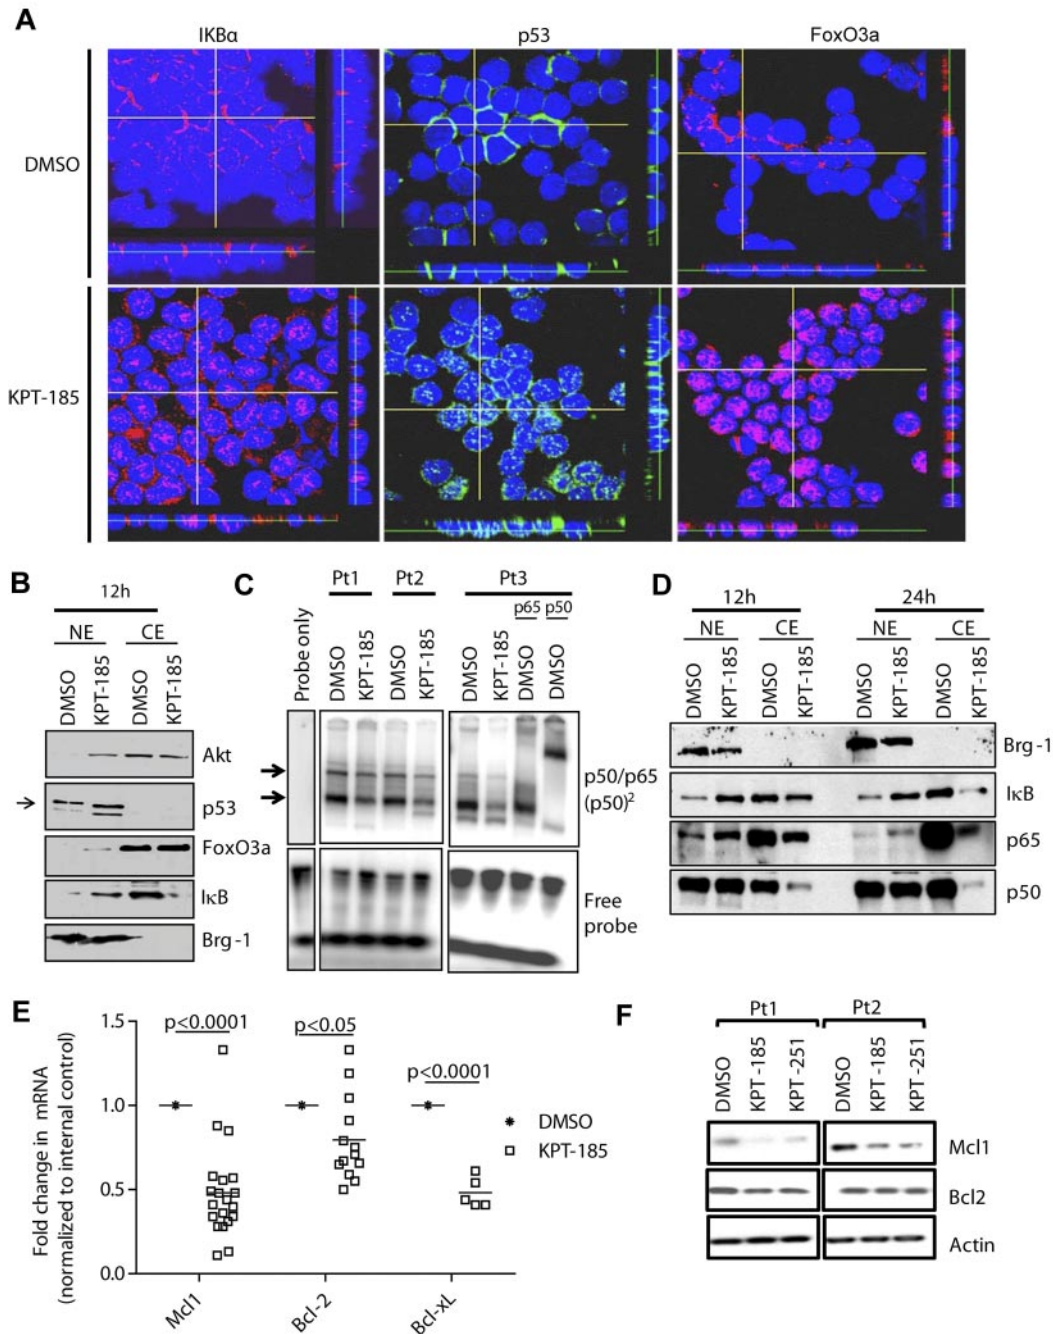 A
IKBα p53 FoxO3a
DMSO
KPT-185
B
12h
NE CE
DMSO KPT-185 DMSO KPT-185
Akt
p53
FoxO3a
IκB
Brg-1
C
Pt1 Pt2 Pt3
p65 p50
Probe only DMSO KPT-185 DMSO KPT-185 DMSO KPT-185 DMSO DMSO
p50/p65
(p50)²
Free
probe
D
12h 24h
NE CE NE CE
DMSO KPT-185 DMSO KPT-185 DMSO KPT-185 DMSO KPT-185
Brg-1
IκB
p65
p50
E
Fold change in mRNA
(normalized to internal control)
1.5
1.0
0.5
0.0
p<0.0001
p<0.05
p<0.0001
DMSO
KPT-185
Mcl1
Bcl-2
Bcl-xL
F
Pt1 Pt2
DMSO KPT-185 KPT-251 DMSO KPT-185 KPT-251
Mcl1
Bcl2
Actin